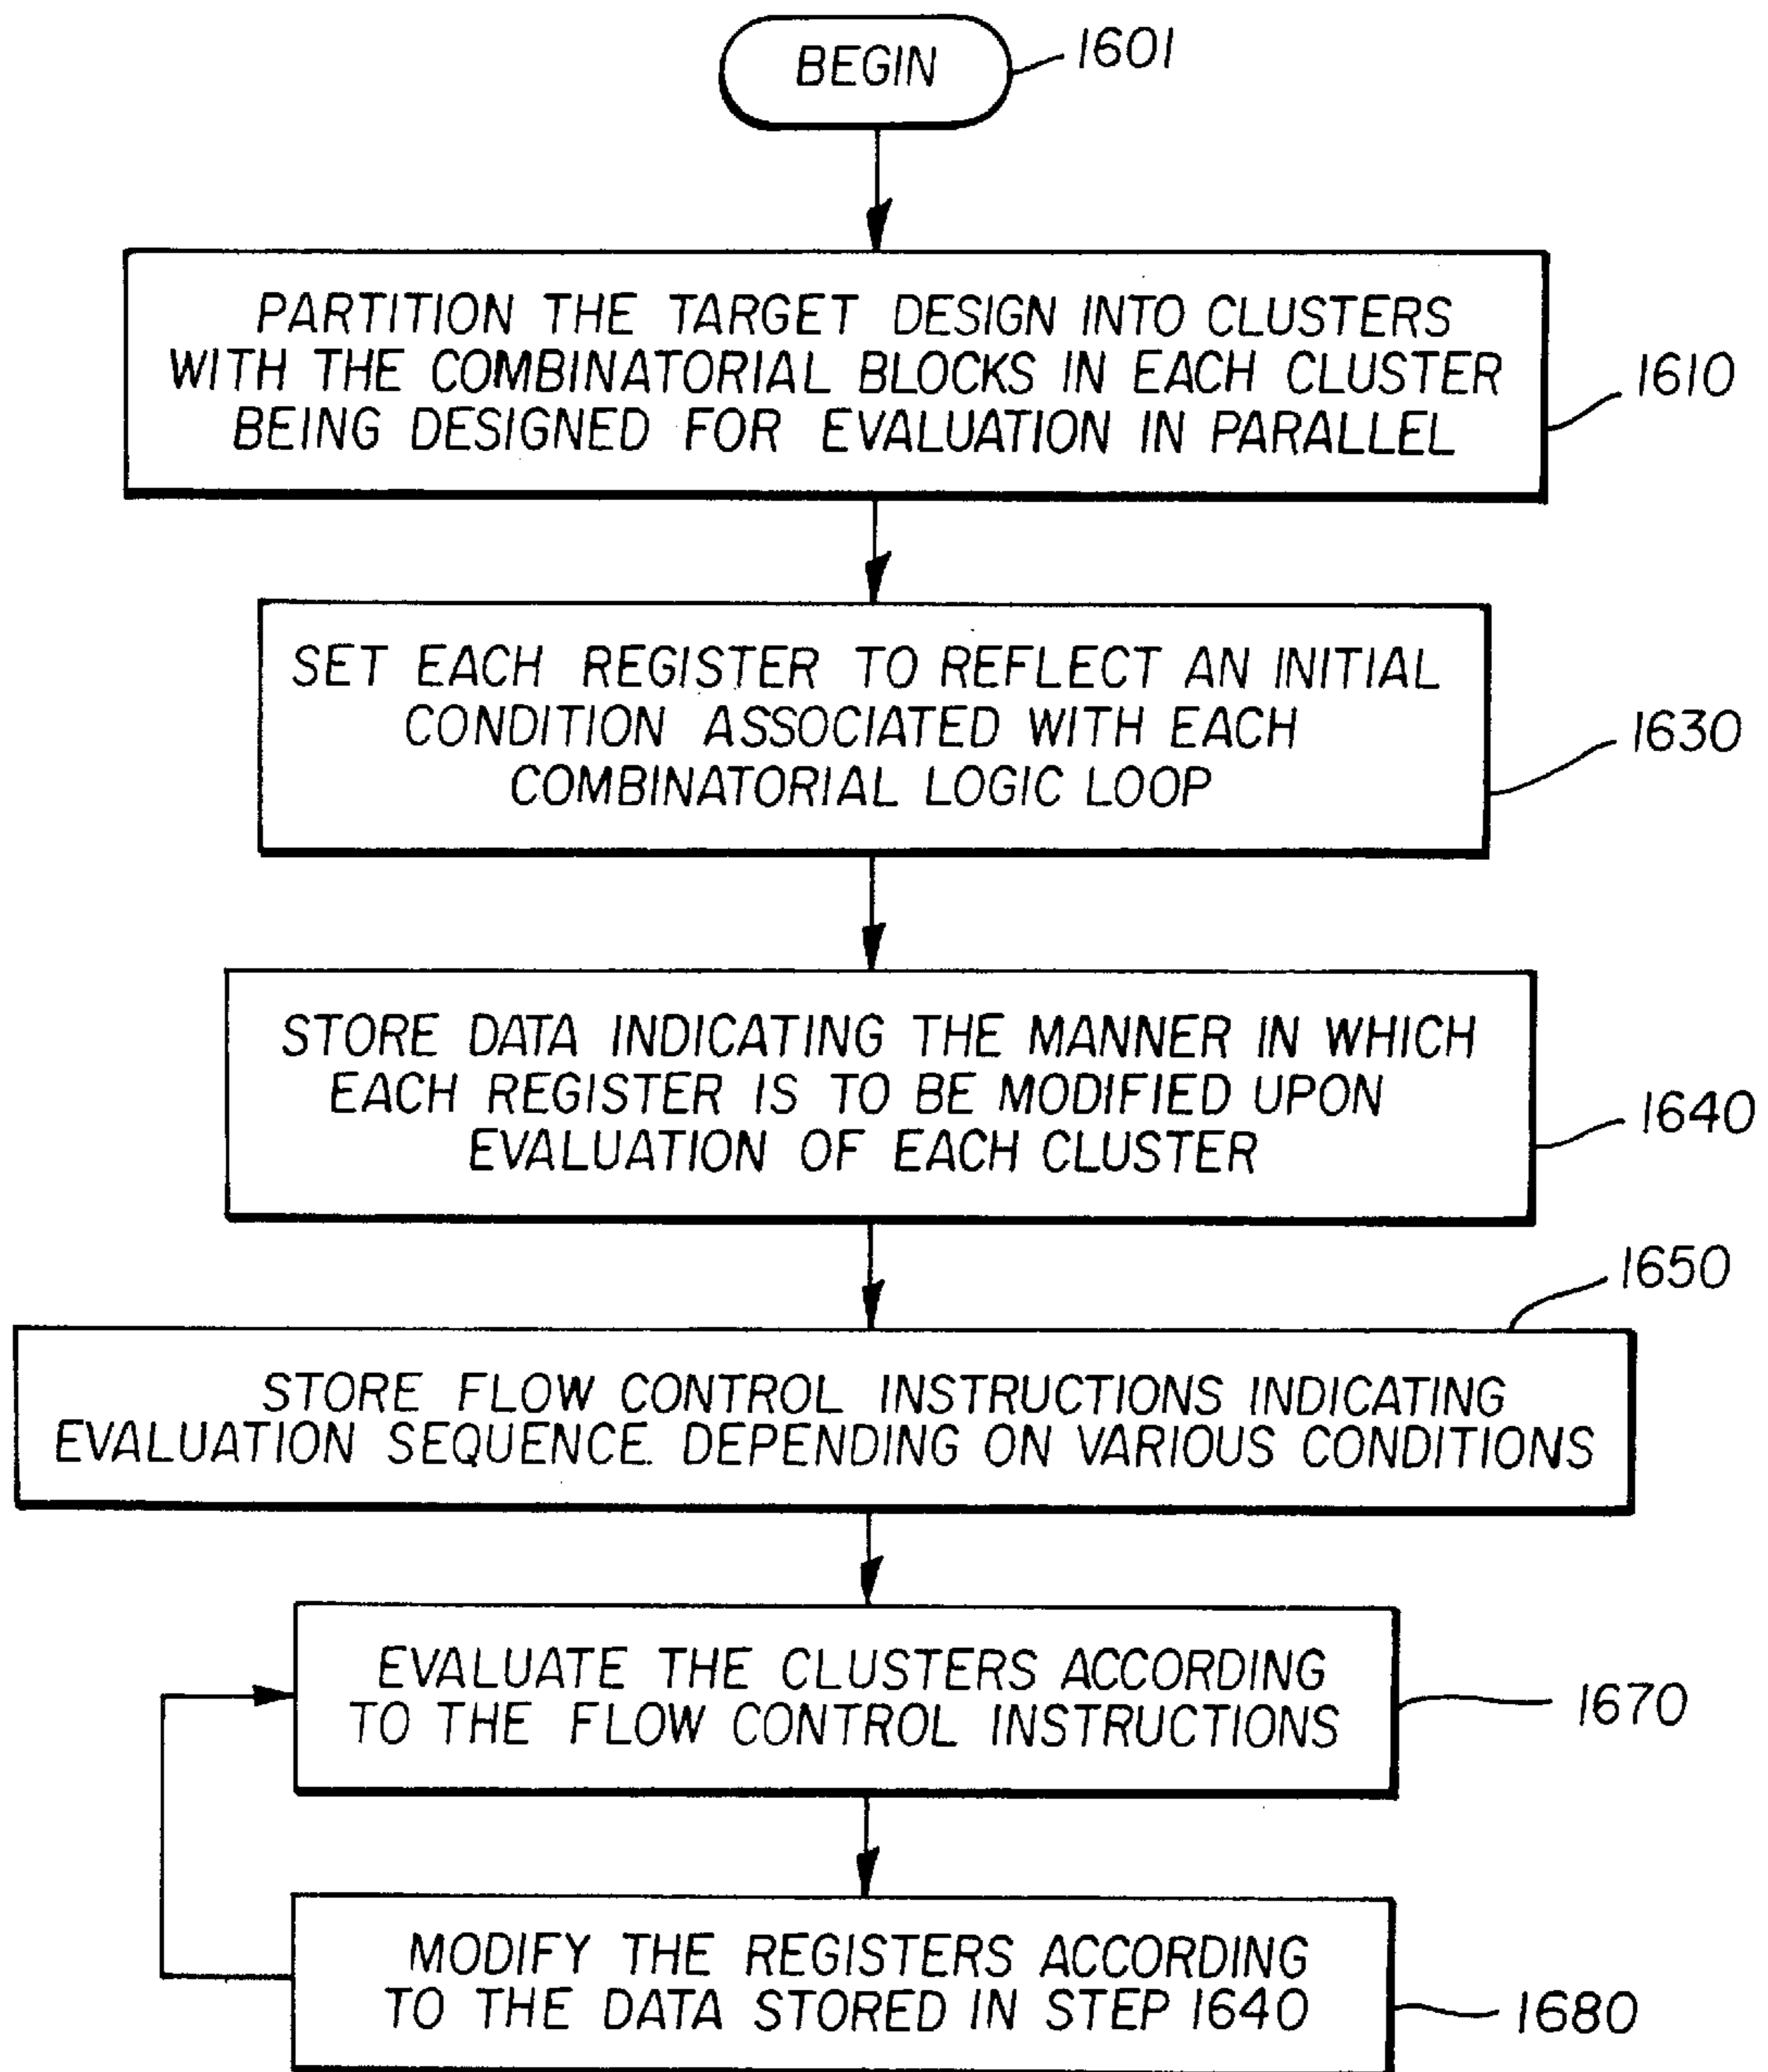 BEGIN
1601
PARTITION THE TARGET DESIGN INTO CLUSTERS
WITH THE COMBINATORIAL BLOCKS IN EACH CLUSTER
BEING DESIGNED FOR EVALUATION IN PARALLEL
1610
SET EACH REGISTER TO REFLECT AN INITIAL
CONDITION ASSOCIATED WITH EACH
COMBINATORIAL LOGIC LOOP
1630
STORE DATA INDICATING THE MANNER IN WHICH
EACH REGISTER IS TO BE MODIFIED UPON
EVALUATION OF EACH CLUSTER
1640
1650
STORE FLOW CONTROL INSTRUCTIONS INDICATING
EVALUATION SEQUENCE DEPENDING ON VARIOUS CONDITIONS
EVALUATE THE CLUSTERS ACCORDING
TO THE FLOW CONTROL INSTRUCTIONS
1670
MODIFY THE REGISTERS ACCORDING
TO THE DATA STORED IN STEP 1640
1680